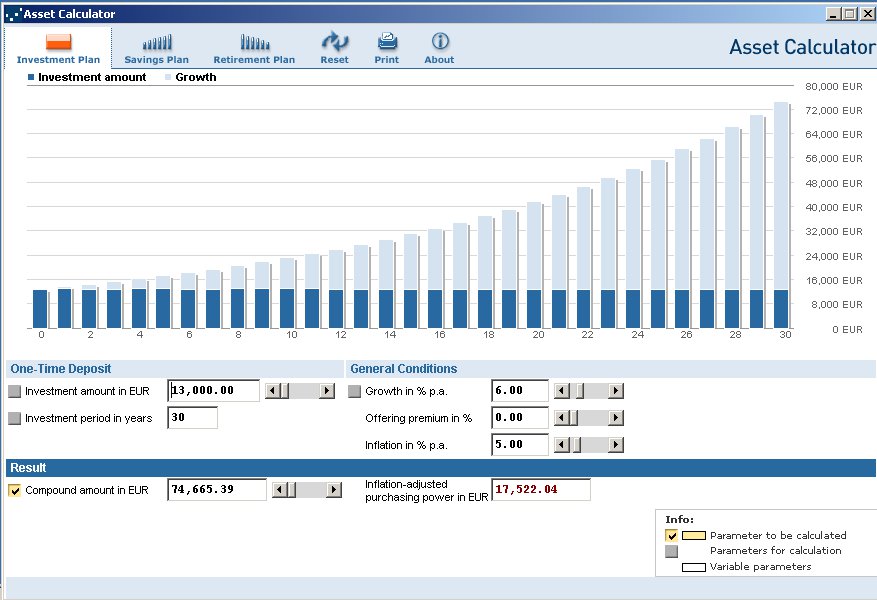 Asset Calculator
Investment Plan Savings Plan Retirement Plan Reset Print About
Asset Calculator
Investment amount Growth
80,000 EUR
72,000 EUR
64,000 EUR
56,000 EUR
48,000 EUR
40,000 EUR
32,000 EUR
24,000 EUR
16,000 EUR
8,000 EUR
0 EUR
0 2 4 6 8 10 12 14 16 18 20 22 24 26 28 30
One-Time Deposit General Conditions
Investment amount in EUR 13,000.00 Growth in % p.a. 6.00
Investment period in years 30 Offering premium in % 0.00
Inflation in % p.a. 5.00
Result
Compound amount in EUR 74,665.39 Inflation-adjusted
purchasing power in EUR 17,522.04
Info:
Parameter to be calculated
Parameters for calculation
Variable parameters